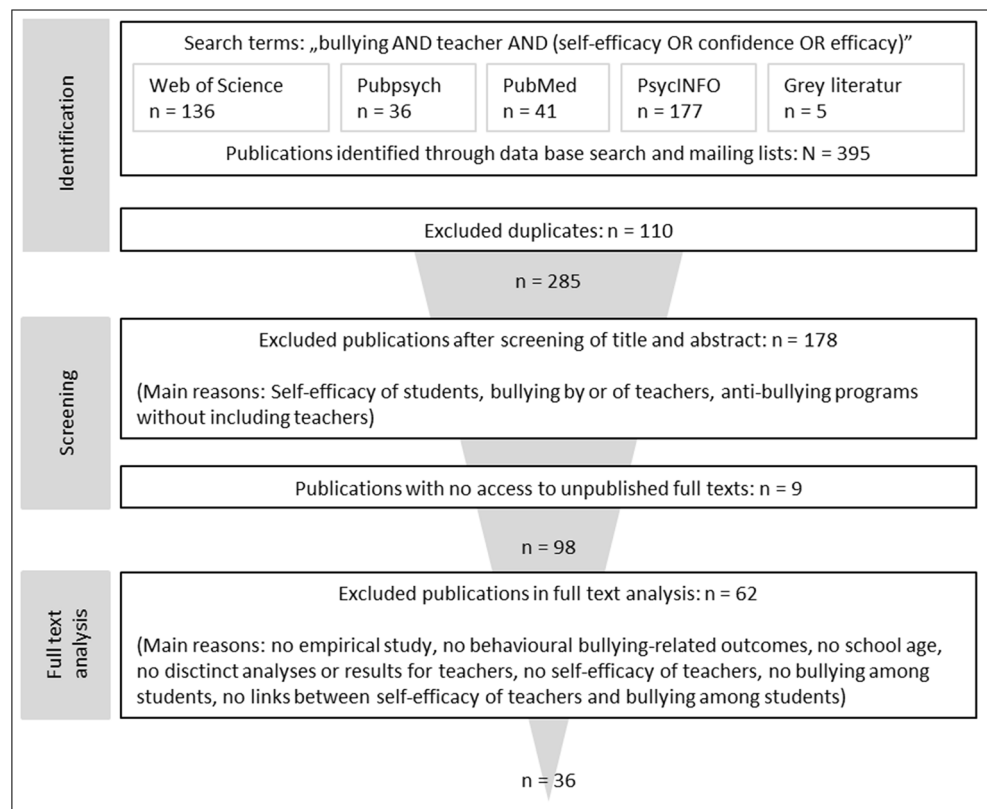 Identification
Search terms: „bullying AND teacher AND (self-efficacy OR confidence OR efficacy)”
Web of Science
n = 136
Pubpsych
n = 36
PubMed
n = 41
PsycINFO
n = 177
Grey literatur
n = 5
Publications identified through data base search and mailing lists: N = 395
Excluded duplicates: n = 110
n = 285
Screening
Excluded publications after screening of title and abstract: n = 178
(Main reasons: Self-efficacy of students, bullying by or of teachers, anti-bullying programs
without including teachers)
Publications with no access to unpublished full texts: n = 9
n = 98
Full text
analysis
Excluded publications in full text analysis: n = 62
(Main reasons: no empirical study, no behavioural bullying-related outcomes, no school age,
no disctinct analyses or results for teachers, no self-efficacy of teachers, no bullying among
students, no links between self-efficacy of teachers and bullying among students)
n = 36